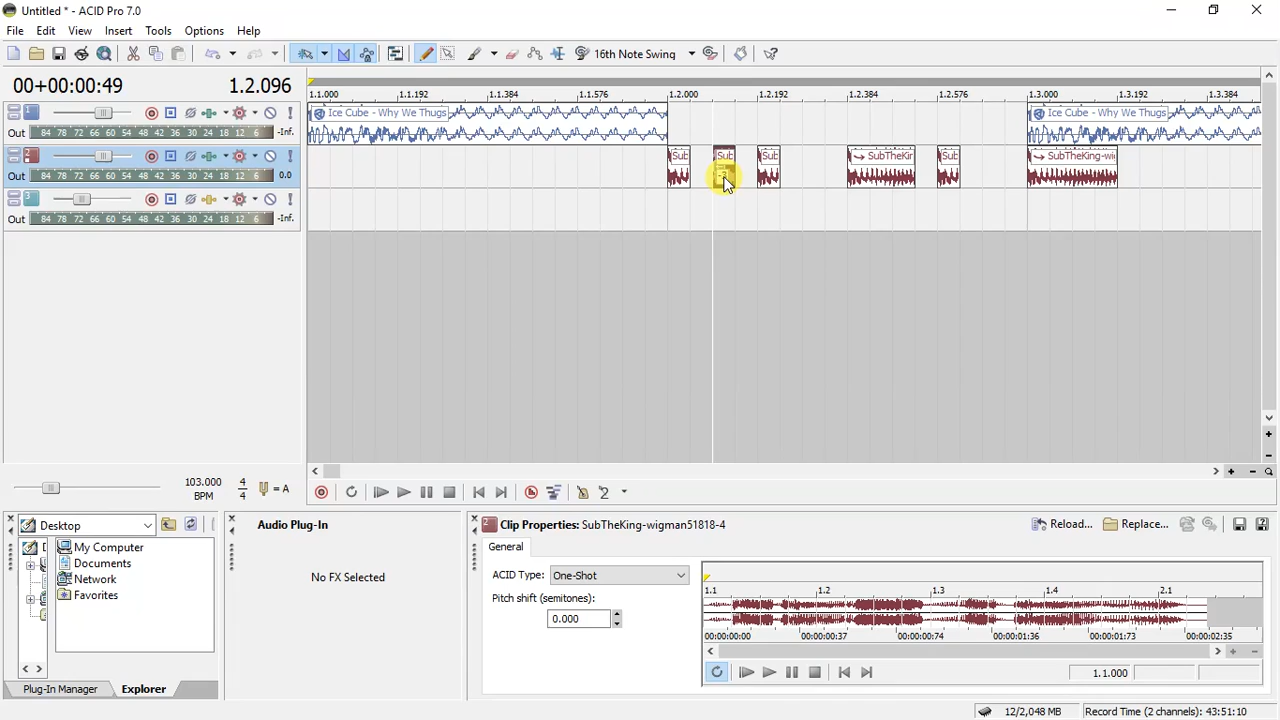 Untitled * - ACID Pro 7.0
File Edit View Insert Tools Options Help
16th Note Swing
00+00:00:49 1.2.096
1.1.000 1.1.192 1.1.384 1.1.576 1.2.000 1.2.192 1.2.384 1.2.576 1.3.000 1.3.192 1.3.384
1
Ice Cube - Why We Thugs Ice Cube - Why We Thugs
Out 84 78 72 66 60 54 48 42 36 30 24 18 12 6 -Inf.
2
Sub Sub Sub SubTheKir Sub SubTheKing-wi
Out 84 78 72 66 60 54 48 42 36 30 24 18 12 6 0.0
3
Out 84 78 72 66 60 54 48 42 36 30 24 18 12 6 -Inf.
103.000 BPM 4 4 = A
Desktop
My Computer
Documents
Network
Favorites
Plug-In Manager Explorer
Audio Plug-In
No FX Selected
2 Clip Properties: SubTheKing-wigman51818-4 Reload... Replace...
General
ACID Type: One-Shot
Pitch shift (semitones):
0.000
1.1 1.2 1.3 1.4 2.1
00:00:00:00 00:00:00:37 00:00:00:74 00:00:01:36 00:00:01:73 00:00:02:35
1.1.000
12/2,048 MB Record Time (2 channels): 43:51:10